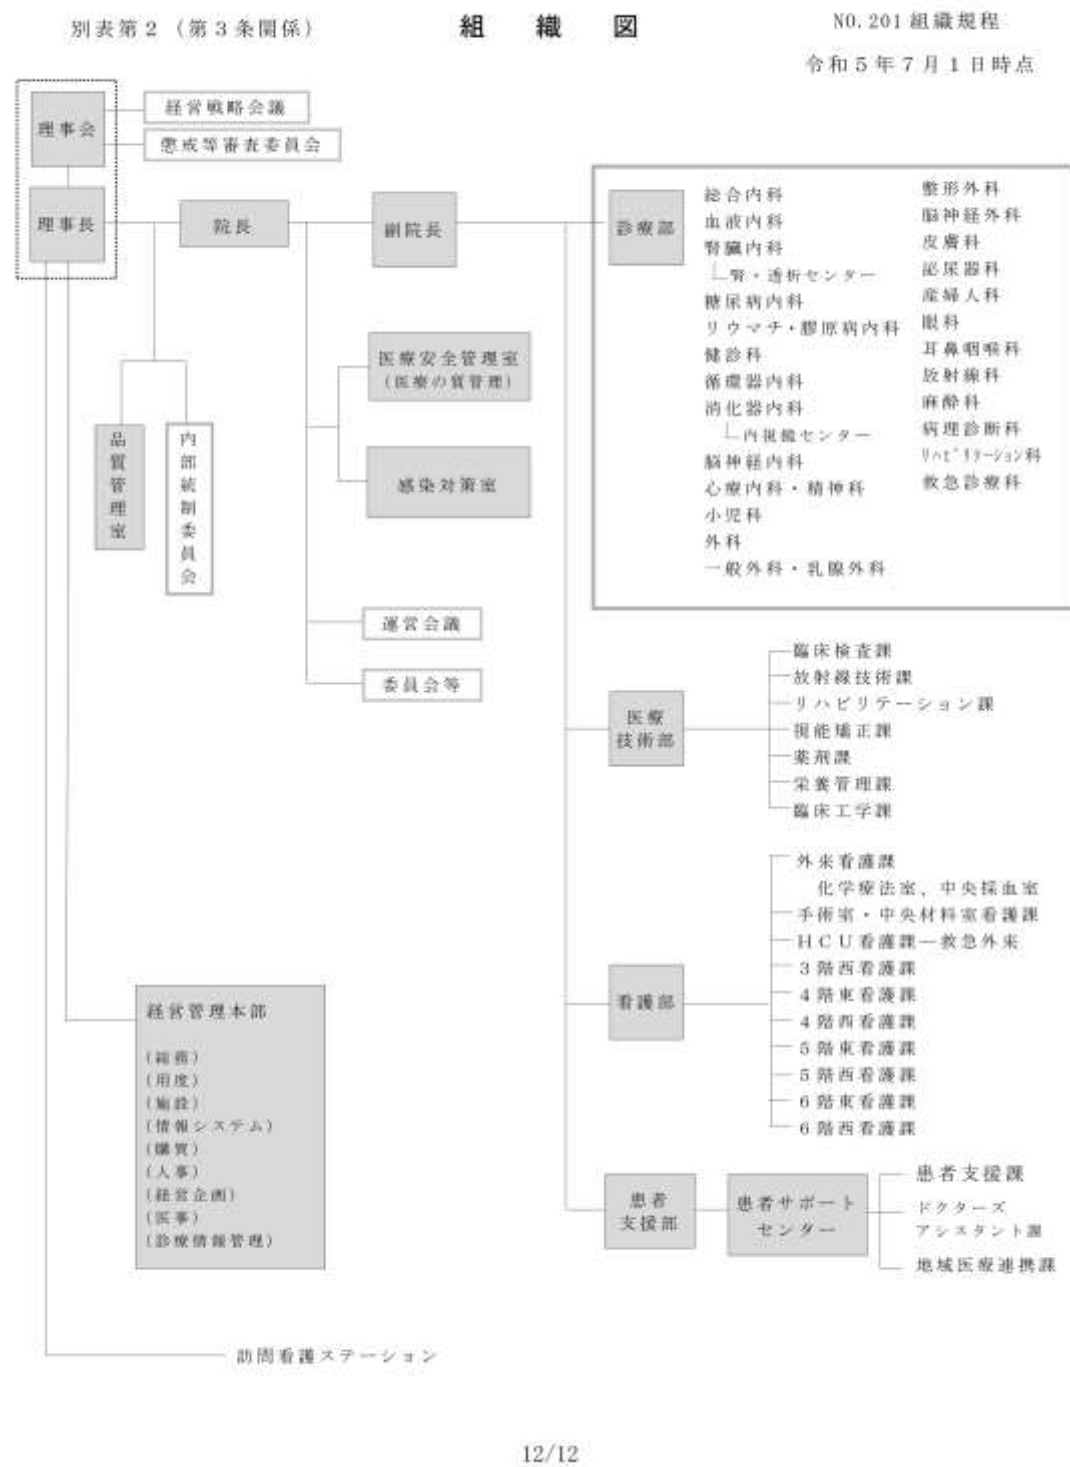 別表第２（第３条関係）
組織図
NO.201 組織規程
令和５年７月１日時点
理事会
経営戦略会議
懲戒等審査委員会
理事長
院長
副院長
品質管理室
内部統制委員会
医療安全管理室
(医療の質管理)
感染対策室
運営会議
委員会等
診療部
総合内科
血液内科
腎臓内科
腎・透析センター
糖尿病内科
リウマチ・膠原病内科
健診科
循環器内科
消化器内科
内視鏡センター
脳神経内科
心療内科・精神科
小児科
外科
一般外科・乳腺外科
整形外科
脳神経外科
皮膚科
泌尿器科
産婦人科
眼科
耳鼻咽喉科
放射線科
麻酔科
病理診断科
ﾘﾊﾋﾞﾘﾃｰｼｮﾝ科
救急診療科
医療
技術部
臨床検査課
放射線技術課
リハビリテーション課
視能矯正課
薬剤課
栄養管理課
臨床工学課
看護部
外来看護課
化学療法室、中央採血室
手術室・中央材料室看護課
ＨＣＵ看護課―救急外来
３階西看護課
４階東看護課
４階西看護課
５階東看護課
５階西看護課
６階東看護課
６階西看護課
患者
支援部
患者サポート
センター
患者支援課
ドクターズ
アシスタント課
地域医療連携課
経営管理本部
(総務)
(用度)
(施設)
(情報システム)
(購買)
(人事)
(経営企画)
(医事)
(診療情報管理)
訪問看護ステーション
12/12